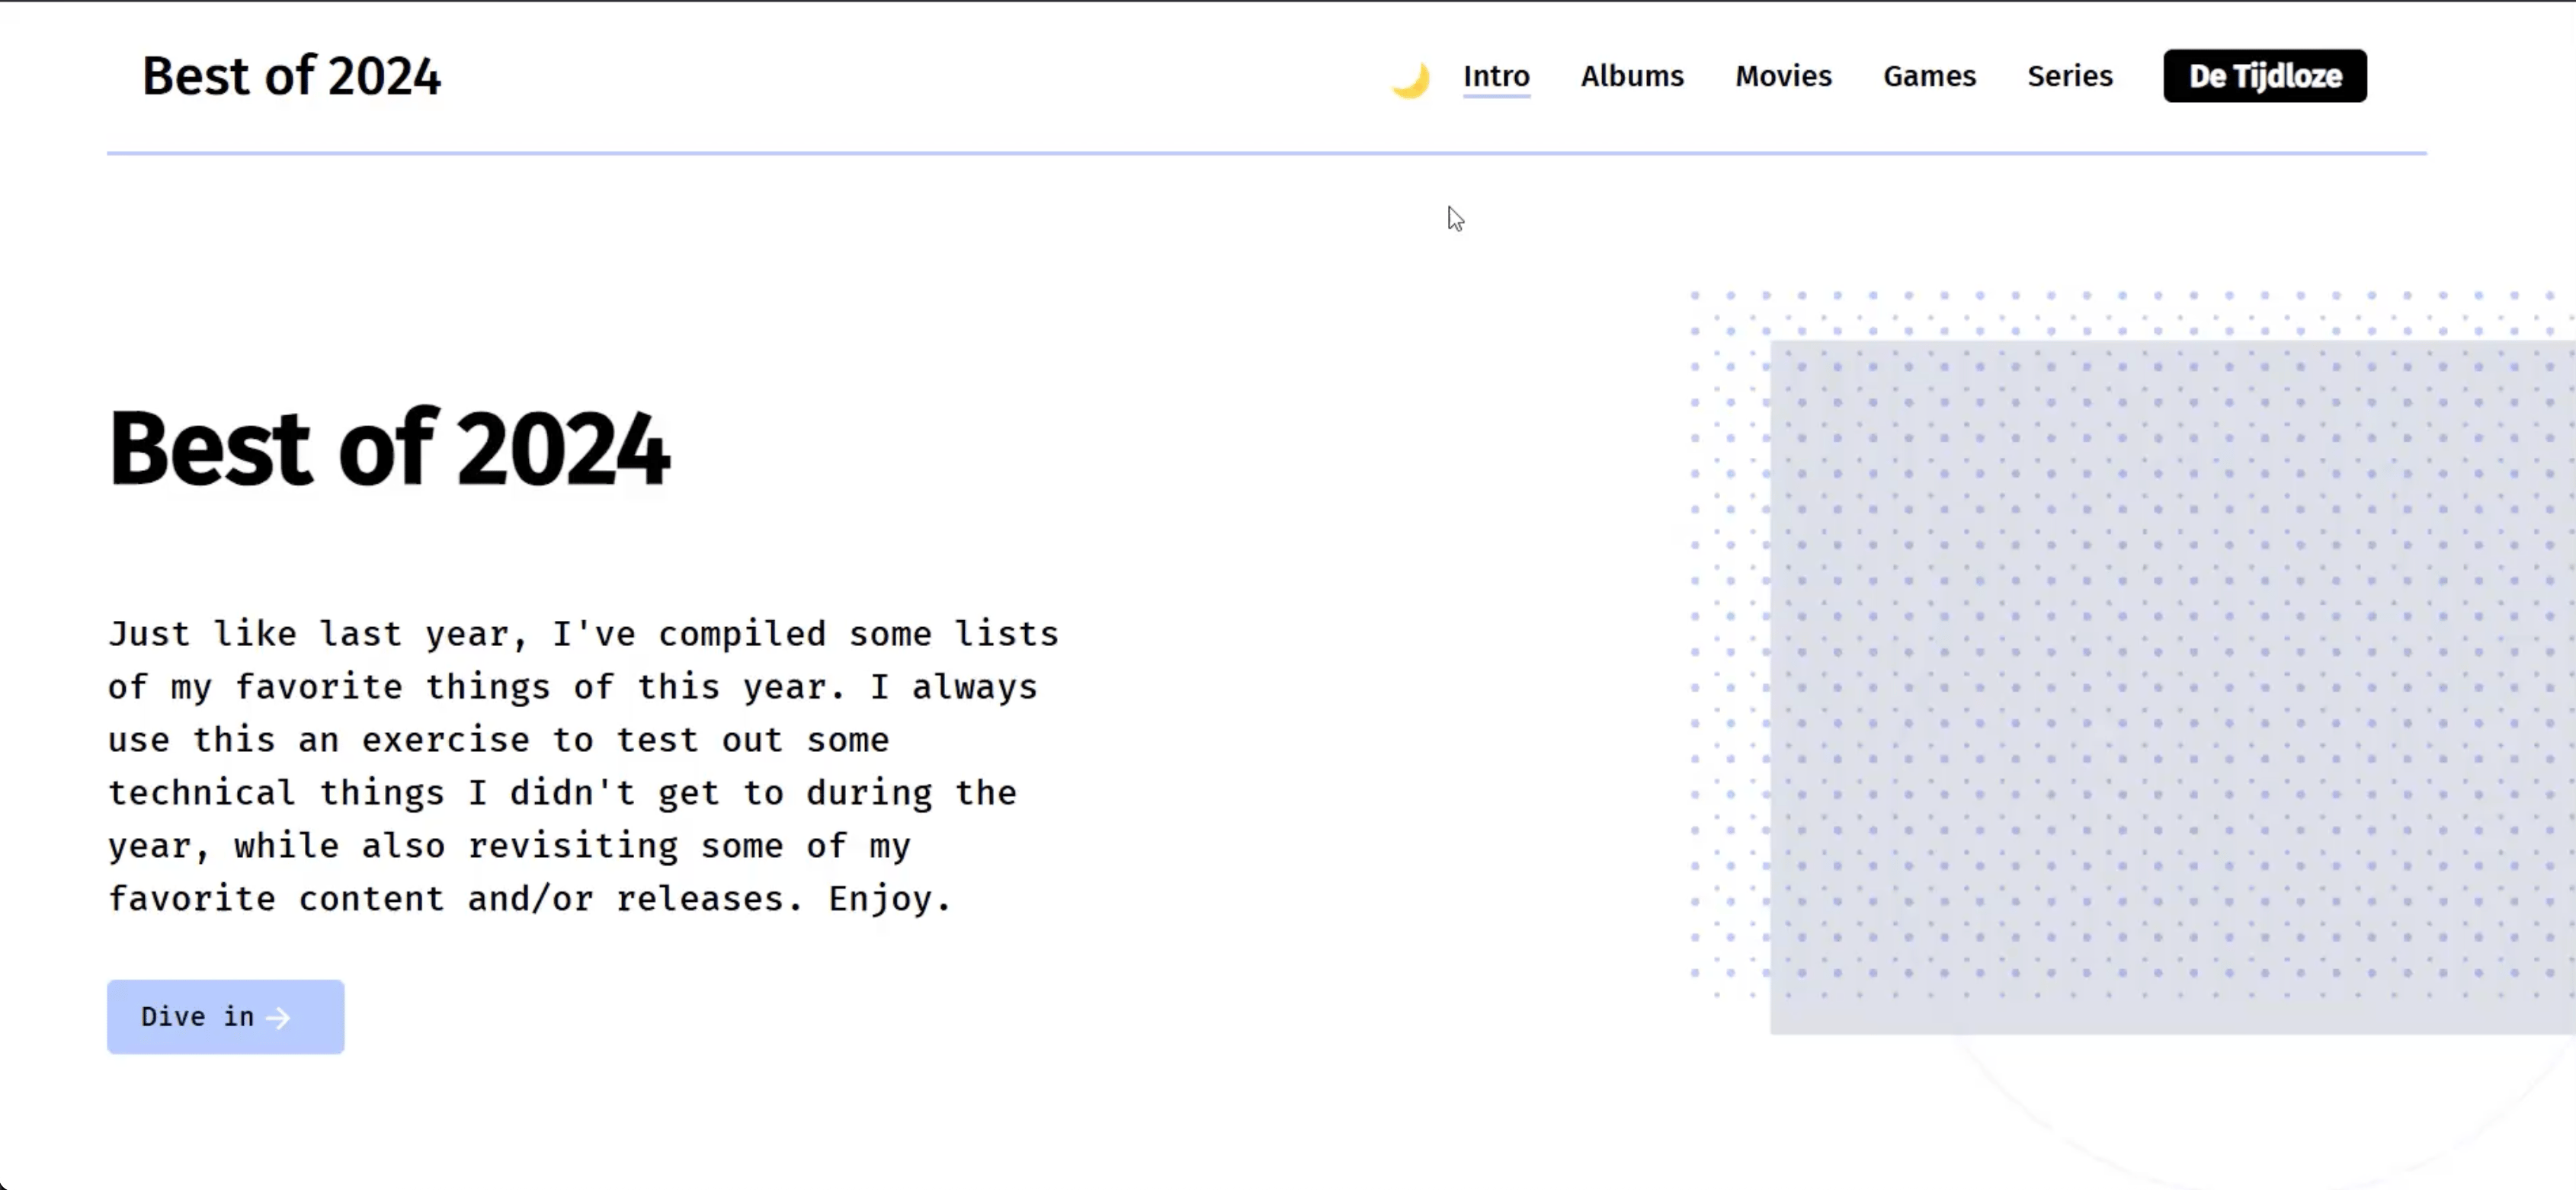 Best of 2024
Intro Albums Movies Games Series De Tijdloze
Best of 2024
Just like last year, I've compiled some lists
of my favorite things of this year. I always
use this an exercise to test out some
technical things I didn't get to during the
year, while also revisiting some of my
favorite content and/or releases. Enjoy.
Dive in